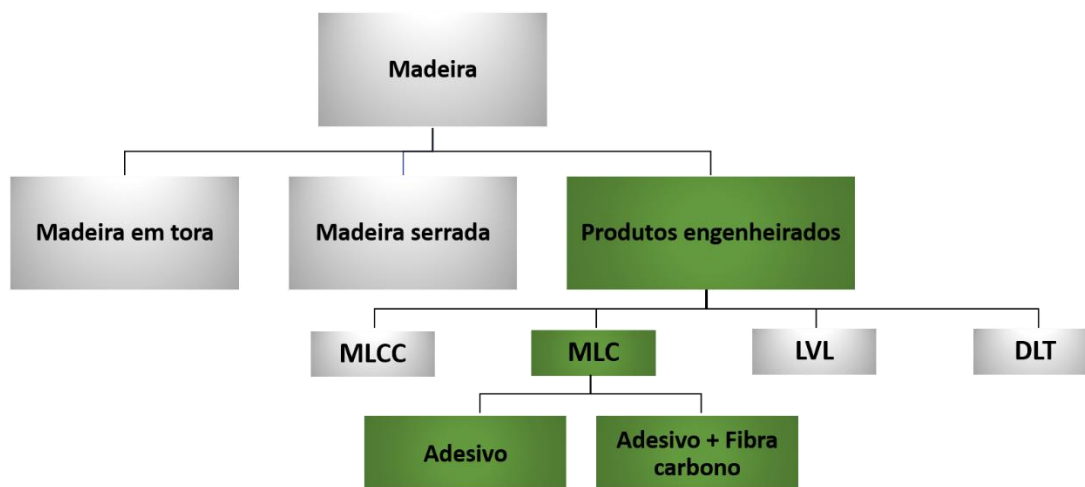 Madeira
Madeira em tora
Madeira serrada
Produtos engenheirados
MLCC
MLC
LVL
DLT
Adesivo
Adesivo + Fibra
carbono